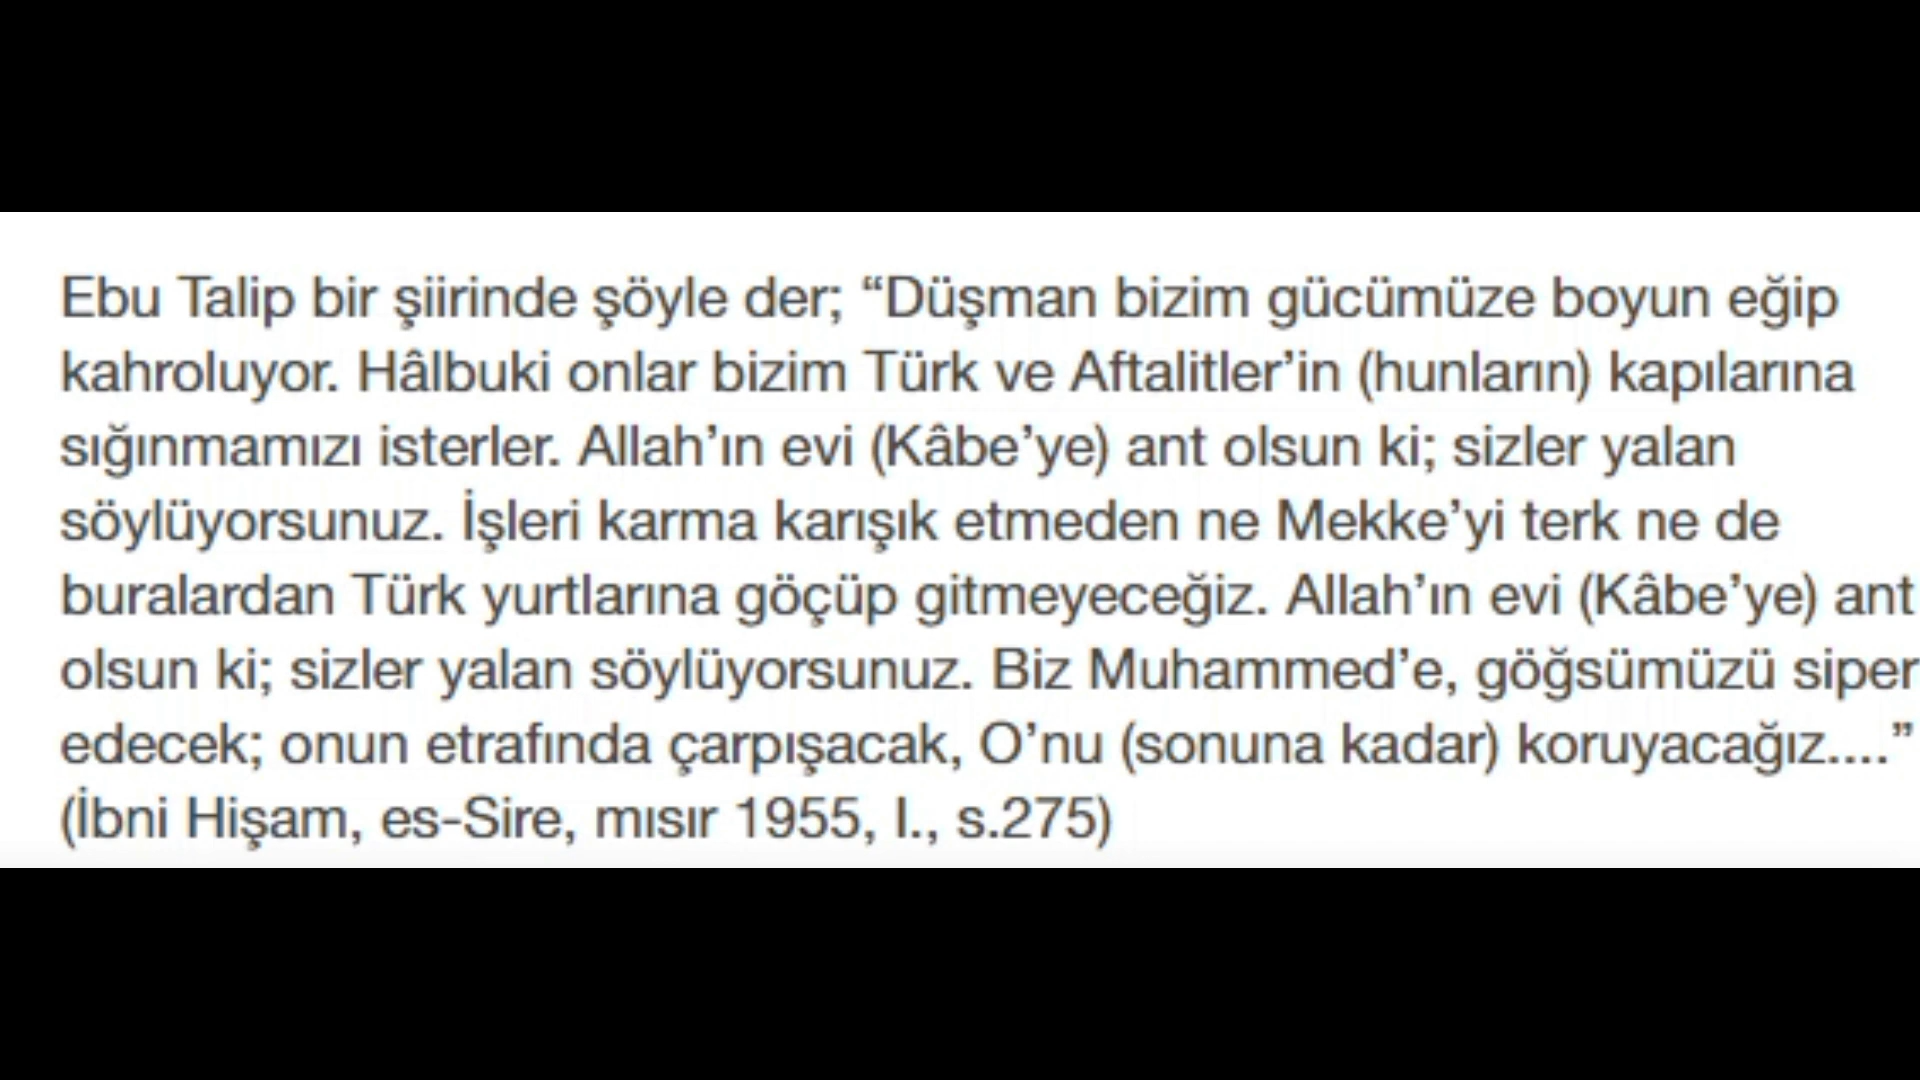 Ebu Talip bir şiirinde şöyle der; “Düşman bizim gücümüze boyun eğip
kahroluyor. Hâlbuki onlar bizim Türk ve Aftalitler’in (hunların) kapılarına
sığınmamızı isterler. Allah’ın evi (Kâbe’ye) ant olsun ki; sizler yalan
söylüyorsunuz. İşleri karma karışık etmeden ne Mekke’yi terk ne de
buralardan Türk yurtlarına göçüp gitmeyeceğiz. Allah’ın evi (Kâbe’ye) ant
olsun ki; sizler yalan söylüyorsunuz. Biz Muhammed’e, göğsümüzü siper
edecek; onun etrafında çarpışacak, O’nu (sonuna kadar) koruyacağız....”
(İbni Hişam, es-Sire, mısır 1955, I., s.275)